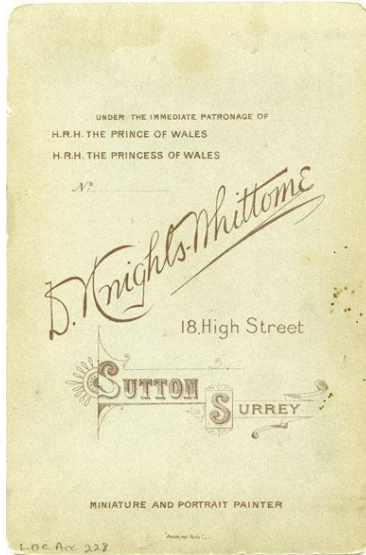 UNDER THE IMMEDIATE PATRONAGE OF
H.R.H. THE PRINCE OF WALES
H.R.H. THE PRINCESS OF WALES
No
D. Knights-Whittome
18, High Street
SUTTON
SURREY
MINIATURE AND PORTRAIT PAINTER
Acc 228